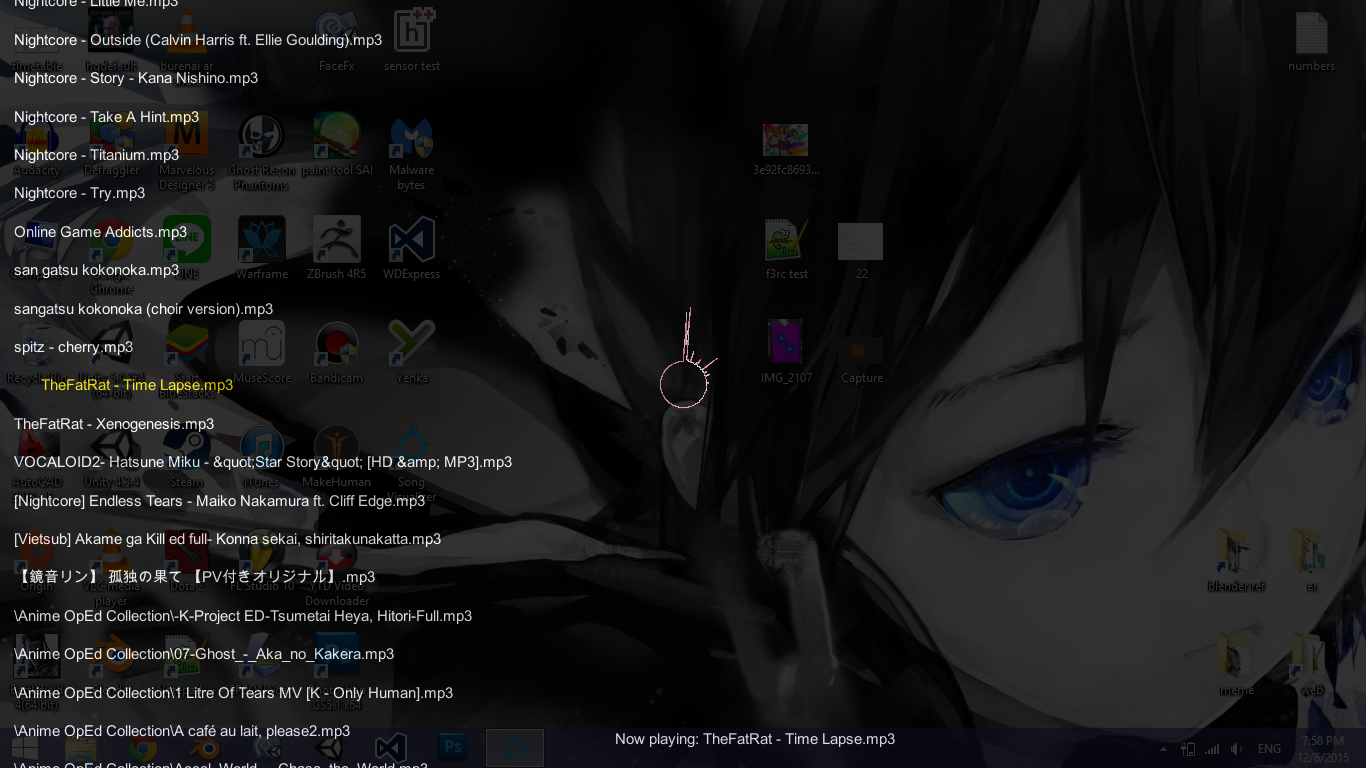 Nightcore - Little Me.mp3
Nightcore - Outside (Calvin Harris ft. Ellie Goulding).mp3
Nightcore - Story - Kana Nishino.mp3
Nightcore - Take A Hint.mp3
Nightcore - Titanium.mp3
Nightcore - Try.mp3
Online Game Addicts.mp3
san gatsu kokonoka.mp3
sangatsu kokonoka (choir version).mp3
spitz - cherry.mp3
TheFatRat - Time Lapse.mp3
TheFatRat - Xenogenesis.mp3
VOCALOID2- Hatsune Miku - &quot;Star Story&quot; [HD &amp; MP3].mp3
[Nightcore] Endless Tears - Maiko Nakamura ft. Cliff Edge.mp3
[Vietsub] Akame ga Kill ed full- Konna sekai, shiritakunakatta.mp3
【鏡音リン】 孤独の果て 【PV付きオリジナル】.mp3
\Anime OpEd Collection\-K-Project ED-Tsumetai Heya, Hitori-Full.mp3
\Anime OpEd Collection\07-Ghost_-_Aka_no_Kakera.mp3
\Anime OpEd Collection\1 Litre Of Tears MV [K - Only Human].mp3
\Anime OpEd Collection\A café au lait, please2.mp3
\Anime OpEd Collection\Accel_World_-_Chase_the_World.mp3
Now playing: TheFatRat - Time Lapse.mp3
timetable
hqdefault
burenai ar
FaceFx
sensor test
numbers
Audacity
Defraggler
Marvelous
Designer3
Ghost Recon
Phantoms
paint tool SAI
Malware
bytes
3e92fc8693...
Chrome
LINE
Warframe
ZBrush 4R5
WDExpress
f3rc test
22
Start
BlueStacks
MuseScore
Bandicam
Yenka
IMG_2107
Capture
AutoCAD
Unity 4.3.4
Steam
iTunes
MakeHuman
Song
Visualizer
Origin
VLC media
player
Dota 2
FL Studio 10
YTD Video
Downloader
blender ref
er
CS5.1 x64
meme
web
Ps
ENG
7:58 PM
12/6/2015